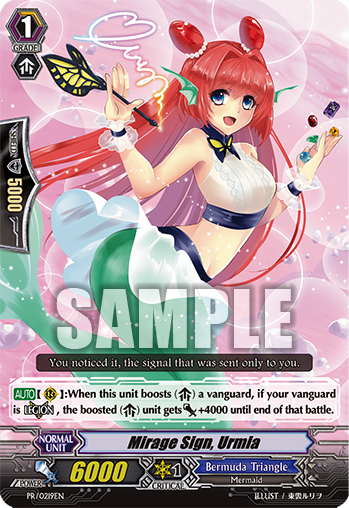 1
GRADE
SHIELD
5000
SAMPLE
You noticed it, the signal that was sent only to you.
AUTO【 】:When this unit boosts ( ) a vanguard, if your vanguard
is LEGION , the boosted ( ) unit gets +4000 until end of that battle.
NORMAL
UNIT
Mirage Sign, Urmia
POWER
6000
1
CRITICAL
Bermuda Triangle
Mermaid
PR/0219EN
ILLUST / 東雲ルリヲ